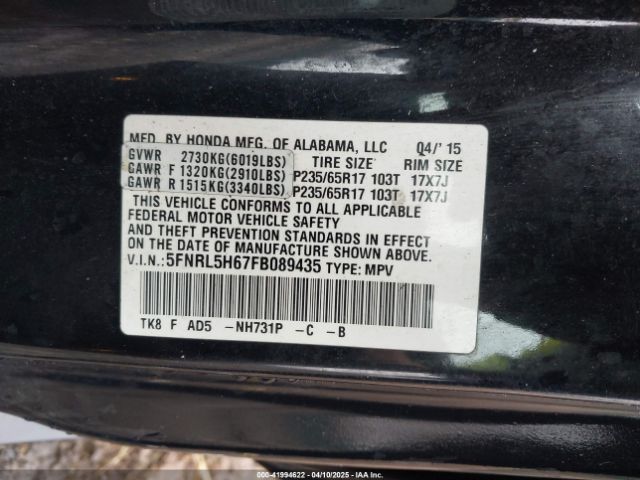 MFD. BY HONDA MFG. OF ALABAMA, LLC 04/'15
GVWR 2730KG(6019LBS) TIRE SIZE RIM SIZE
GAWR F 1320KG(2910LBS) P235/65R17 103T 17X7J
GAWR R 1515KG(3340LBS) P235/65R17 103T 17X7J
THIS VEHICLE CONFORMS TO ALL APPLICABLE
FEDERAL MOTOR VEHICLE SAFETY
AND THEFT PREVENTION STANDARDS IN EFFECT
ON THE DATE OF MANUFACTURE SHOWN ABOVE.
V.I.N.: 5FNRL5H67FB089435 TYPE: MPV
TK8 F AD5 -NH731P -C -B
000-41994622 - 04/10/2025 - IAA Inc.